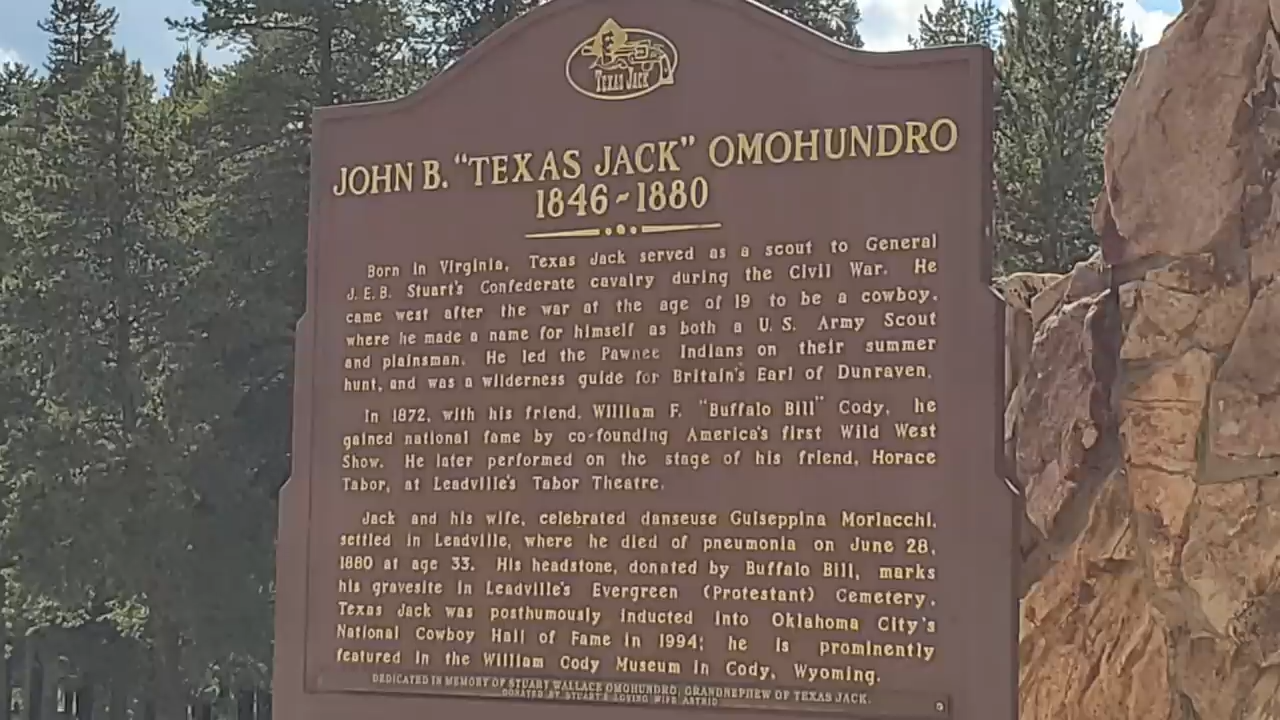 TEXAS JACK
JOHN B. "TEXAS JACK" OMOHUNDRO
1846~1880
Born in Virginia, Texas Jack served as a scout to General
J.E.B. Stuart's Confederate cavalry during the Civil War. He
came west after the war at the age of 19 to be a cowboy,
where he made a name for himself as both a U.S. Army Scout
and plainsman. He led the Pawnee Indians on their summer
hunt, and was a wilderness guide for Britain's Earl of Dunraven.
In 1872, with his friend, William F. "Buffalo Bill" Cody, he
gained national fame by co-founding America's first Wild West
Show. He later performed on the stage of his friend, Horace
Tabor, at Leadville's Tabor Theatre.
Jack and his wife, celebrated danseuse Guiseppina Morlacchi,
settled in Leadville, where he died of pneumonia on June 28,
1880 at age 33. His headstone, donated by Buffalo Bill, marks
his gravesite in Leadville's Evergreen (Protestant) Cemetery.
Texas Jack was posthumously inducted into Oklahoma City's
National Cowboy Hall of Fame in 1994; he is prominently
featured in the William Cody Museum in Cody, Wyoming.
DEDICATED IN MEMORY OF STUART WALLACE OMOHUNDRO, GRANDNEPHEW OF TEXAS JACK.
DONATED BY STUART'S LOVING WIFE ASTRID